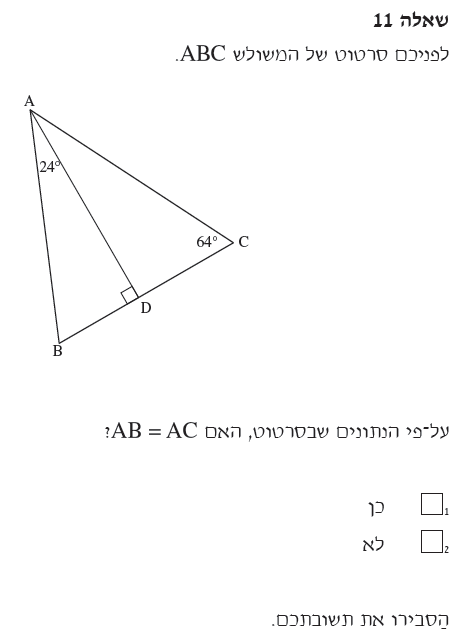 שאלה 11
לפניכם סרטוט של המשולש ABC.
A
24°
64°
C
D
B
על־פי הנתונים שבסרטוט, האם AB = AC?
1 כן
2 לא
הַסבירו את תשובתכם.